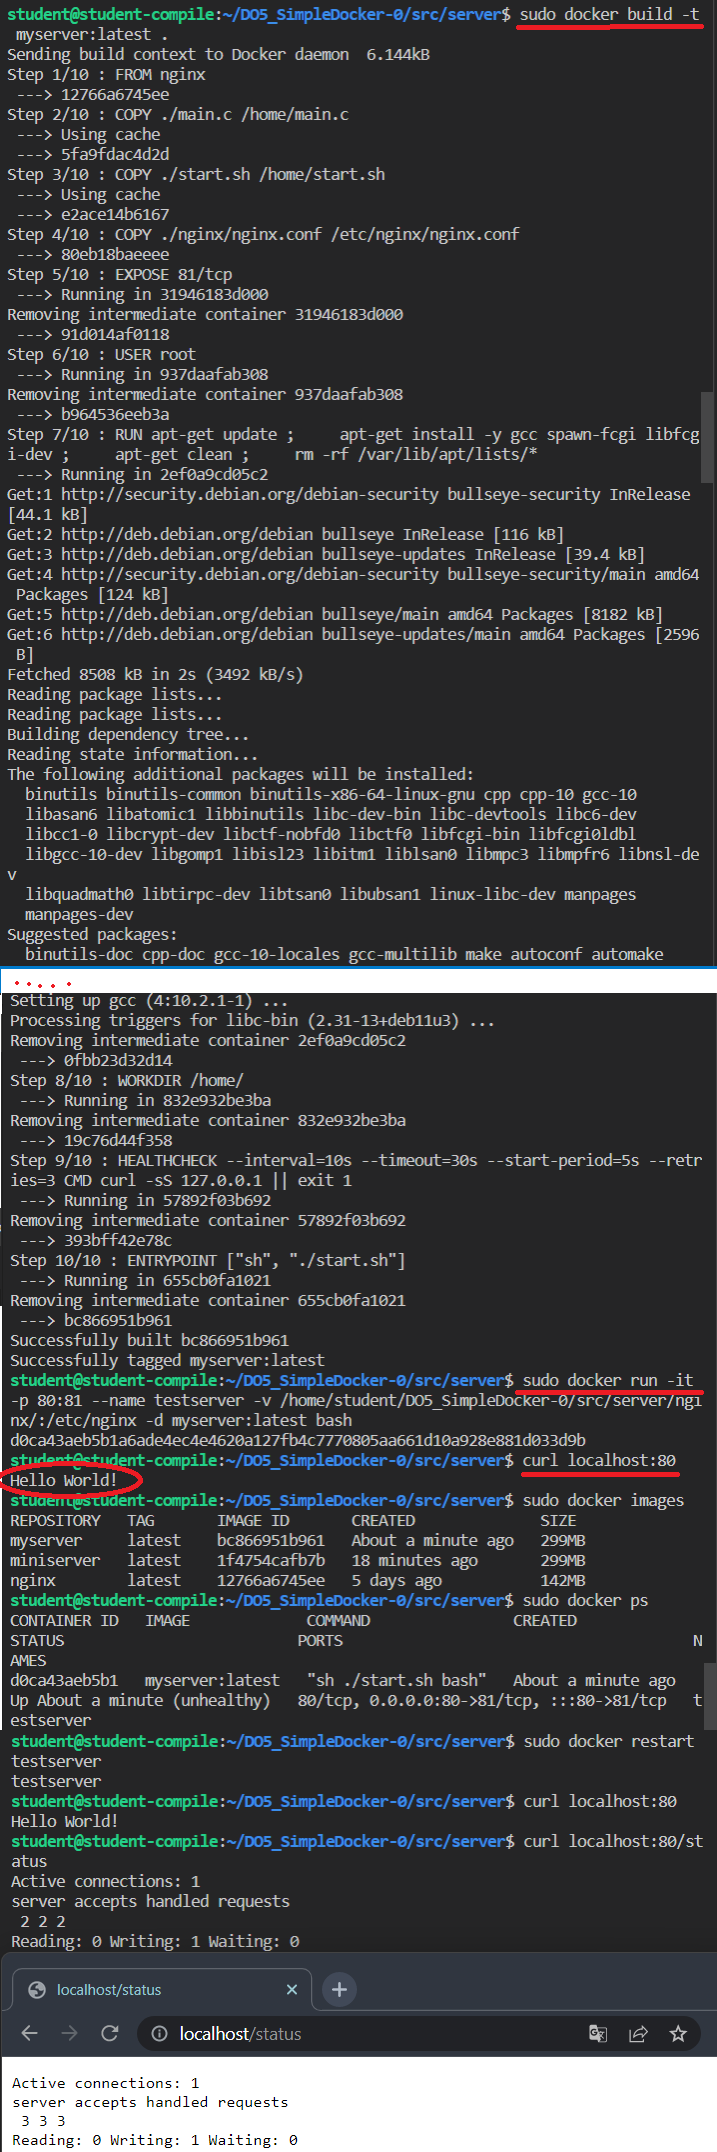 student@student-compile:~/DO5_SimpleDocker-0/src/server$ sudo docker build -t
 myserver:latest .
Sending build context to Docker daemon  6.144kB
Step 1/10 : FROM nginx
 ---> 12766a6745ee
Step 2/10 : COPY ./main.c /home/main.c
 ---> Using cache
 ---> 5fa9fdac4d2d
Step 3/10 : COPY ./start.sh /home/start.sh
 ---> Using cache
 ---> e2ace14b6167
Step 4/10 : COPY ./nginx/nginx.conf /etc/nginx/nginx.conf
 ---> 80eb18baeeee
Step 5/10 : EXPOSE 81/tcp
 ---> Running in 31946183d000
Removing intermediate container 31946183d000
 ---> 91d014af0118
Step 6/10 : USER root
 ---> Running in 937daafab308
Removing intermediate container 937daafab308
 ---> b964536eeb3a
Step 7/10 : RUN apt-get update ;     apt-get install -y gcc spawn-fcgi libfcg
i-dev ;     apt-get clean ;     rm -rf /var/lib/apt/lists/*
 ---> Running in 2ef0a9cd05c2
Get:1 http://security.debian.org/debian-security bullseye-security InRelease
[44.1 kB]
Get:2 http://deb.debian.org/debian bullseye InRelease [116 kB]
Get:3 http://deb.debian.org/debian bullseye-updates InRelease [39.4 kB]
Get:4 http://security.debian.org/debian-security bullseye-security/main amd64
 Packages [124 kB]
Get:5 http://deb.debian.org/debian bullseye/main amd64 Packages [8182 kB]
Get:6 http://deb.debian.org/debian bullseye-updates/main amd64 Packages [2596
 B]
Fetched 8508 kB in 2s (3492 kB/s)
Reading package lists...
Reading package lists...
Building dependency tree...
Reading state information...
The following additional packages will be installed:
  binutils binutils-common binutils-x86-64-linux-gnu cpp cpp-10 gcc-10
  libasan6 libatomic1 libbinutils libc-dev-bin libc-devtools libc6-dev
  libcc1-0 libcrypt-dev libctf-nobfd0 libctf0 libfcgi-bin libfcgi0ldbl
  libgcc-10-dev libgomp1 libisl23 libitm1 liblsan0 libmpc3 libmpfr6 libnsl-de
v
  libquadmath0 libtirpc-dev libtsan0 libubsan1 linux-libc-dev manpages
  manpages-dev
Suggested packages:
  binutils-doc cpp-doc gcc-10-locales gcc-multilib make autoconf automake
.....
Setting up gcc (4:10.2.1-1) ...
Processing triggers for libc-bin (2.31-13+deb11u3) ...
Removing intermediate container 2ef0a9cd05c2
 ---> 0fbb23d32d14
Step 8/10 : WORKDIR /home/
 ---> Running in 832e932be3ba
Removing intermediate container 832e932be3ba
 ---> 19c76d44f358
Step 9/10 : HEALTHCHECK --interval=10s --timeout=30s --start-period=5s --retr
ies=3 CMD curl -sS 127.0.0.1 || exit 1
 ---> Running in 57892f03b692
Removing intermediate container 57892f03b692
 ---> 393bff42e78c
Step 10/10 : ENTRYPOINT ["sh", "./start.sh"]
 ---> Running in 655cb0fa1021
Removing intermediate container 655cb0fa1021
 ---> bc866951b961
Successfully built bc866951b961
Successfully tagged myserver:latest
student@student-compile:~/DO5_SimpleDocker-0/src/server$ sudo docker run -it
-p 80:81 --name testserver -v /home/student/DO5_SimpleDocker-0/src/server/ngi
nx/:/etc/nginx -d myserver:latest bash
d0ca43aeb5b1a6ade4ec4e4620a127fb4c7770805aa661d10a928e881d033d9b
student@student-compile:~/DO5_SimpleDocker-0/src/server$ curl localhost:80
Hello World!
student@student-compile:~/DO5_SimpleDocker-0/src/server$ sudo docker images
REPOSITORY   TAG       IMAGE ID       CREATED              SIZE
myserver     latest    bc866951b961   About a minute ago   299MB
miniserver   latest    1f4754cafb7b   18 minutes ago       299MB
nginx        latest    12766a6745ee   5 days ago           142MB
student@student-compile:~/DO5_SimpleDocker-0/src/server$ sudo docker ps
CONTAINER ID   IMAGE             COMMAND                CREATED
STATUS                          PORTS                                       N
AMES
d0ca43aeb5b1   myserver:latest   "sh ./start.sh bash"   About a minute ago
Up About a minute (unhealthy)   80/tcp, 0.0.0.0:80->81/tcp, :::80->81/tcp   t
estserver
student@student-compile:~/DO5_SimpleDocker-0/src/server$ sudo docker restart
testserver
testserver
student@student-compile:~/DO5_SimpleDocker-0/src/server$ curl localhost:80
Hello World!
student@student-compile:~/DO5_SimpleDocker-0/src/server$ curl localhost:80/st
atus
Active connections: 1
server accepts handled requests
 2 2 2
Reading: 0 Writing: 1 Waiting: 0
localhost/status
localhost/status
Active connections: 1
server accepts handled requests
 3 3 3
Reading: 0 Writing: 1 Waiting: 0